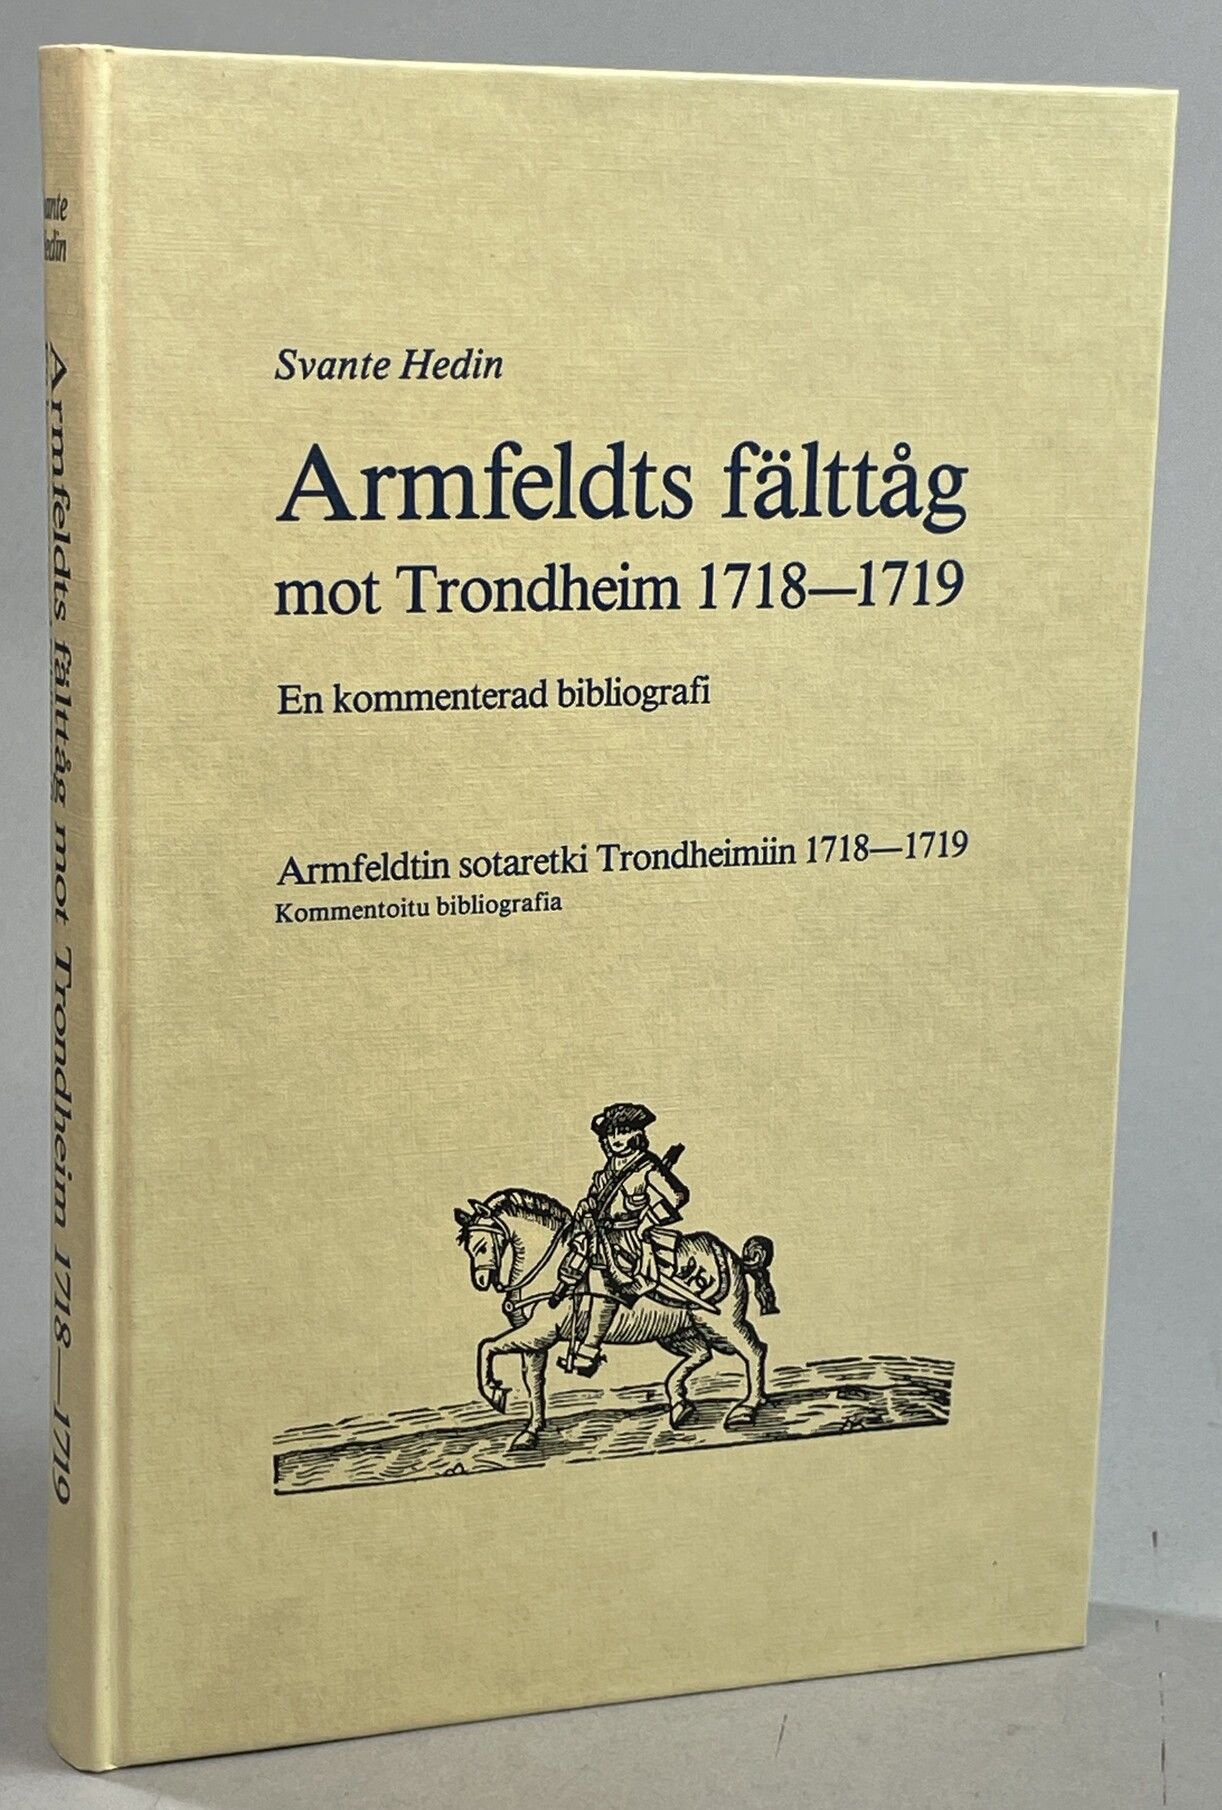 Svante Hedin
Armfeldts fälttåg
mot Trondheim 1718—1719
En kommenterad bibliografi
Armfeldtin sotaretki Trondheimiin 1718—1719
Kommentoitu bibliografia
Armfeldts fälttåg mot Trondheim 1718—1719